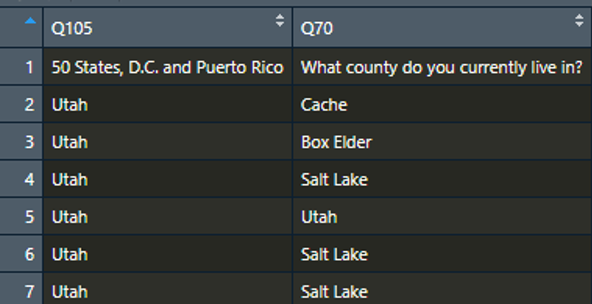 Q105 Q70
1 50 States, D.C. and Puerto Rico What county do you currently live in?
2 Utah Cache
3 Utah Box Elder
4 Utah Salt Lake
5 Utah Utah
6 Utah Salt Lake
7 Utah Salt Lake